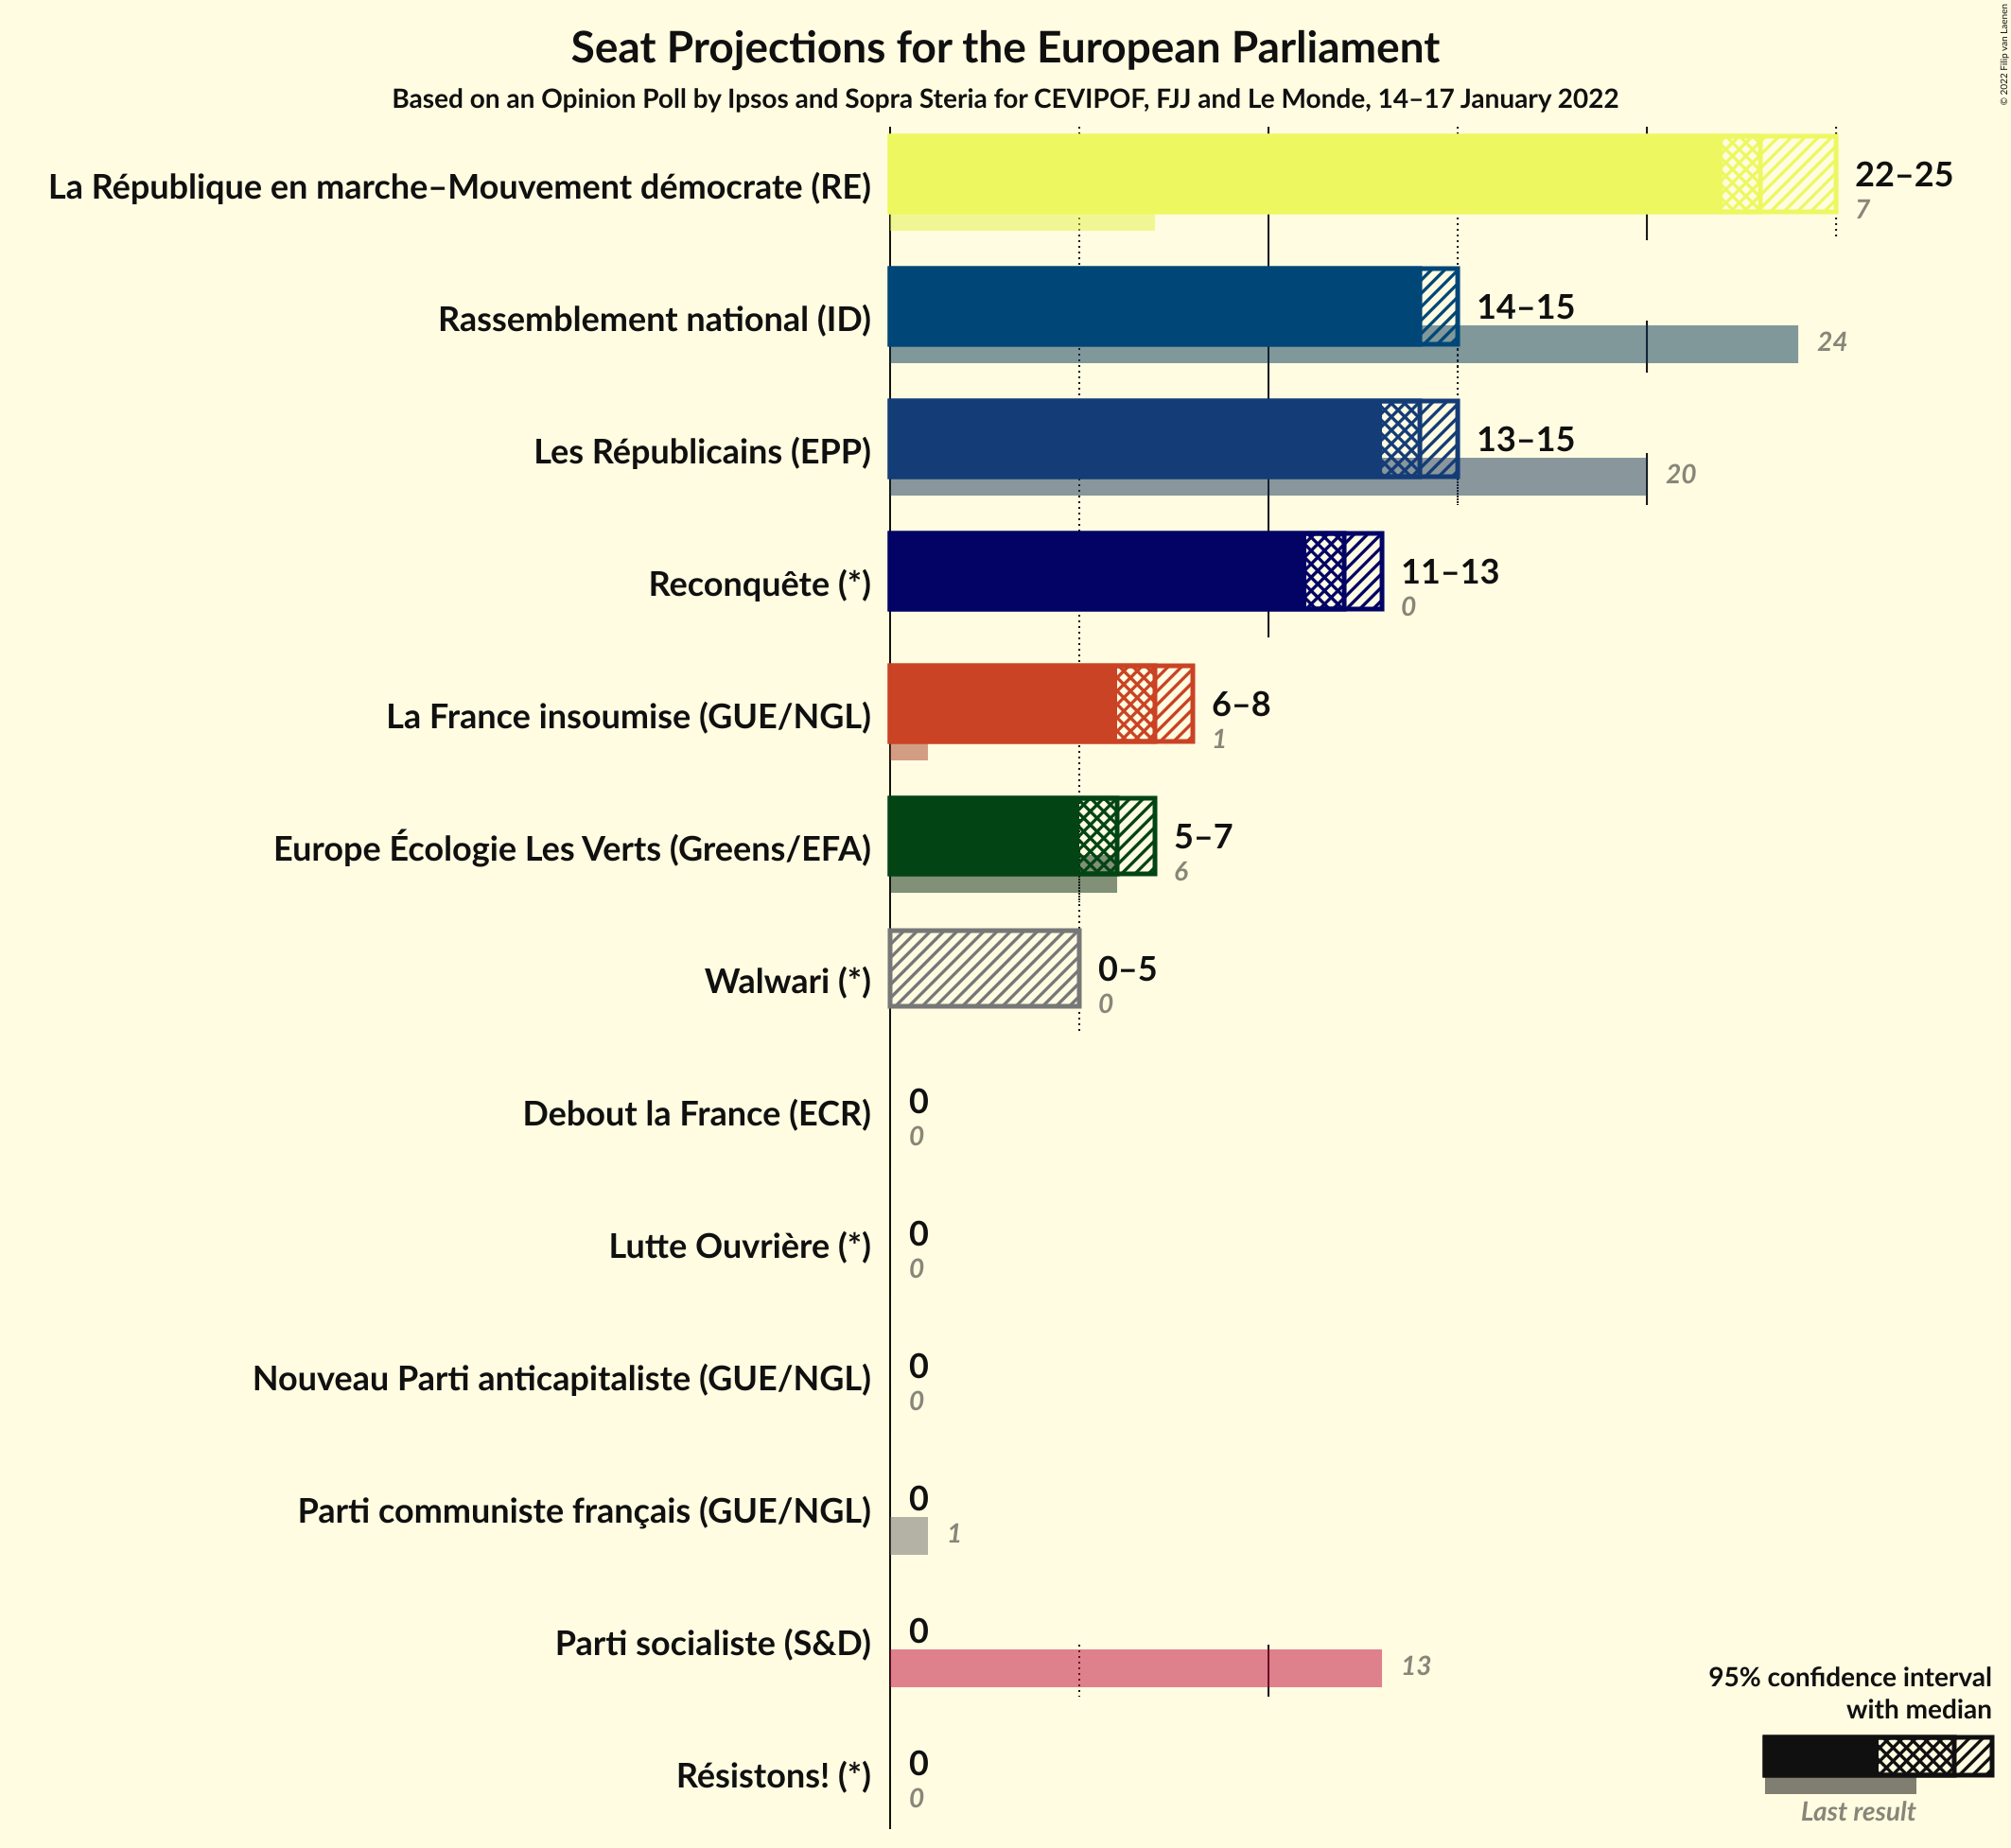 Seat Projections for the European Parliament
Based on an Opinion Poll by Ipsos and Sopra Steria for CEVIPOF, FJJ and Le Monde, 14–17 January 2022
© 2022 Filip van Laenen
La République en marche–Mouvement démocrate (RE)
22–25
7
Rassemblement national (ID)
14–15
24
Les Républicains (EPP)
13–15
20
Reconquête (*)
11–13
0
La France insoumise (GUE/NGL)
6–8
1
Europe Écologie Les Verts (Greens/EFA)
5–7
6
Walwari (*)
0–5
0
Debout la France (ECR)
0
0
Lutte Ouvrière (*)
0
0
Nouveau Parti anticapitaliste (GUE/NGL)
0
0
Parti communiste français (GUE/NGL)
0
1
Parti socialiste (S&D)
0
13
Résistons! (*)
0
0
95% confidence interval
with median
Last result